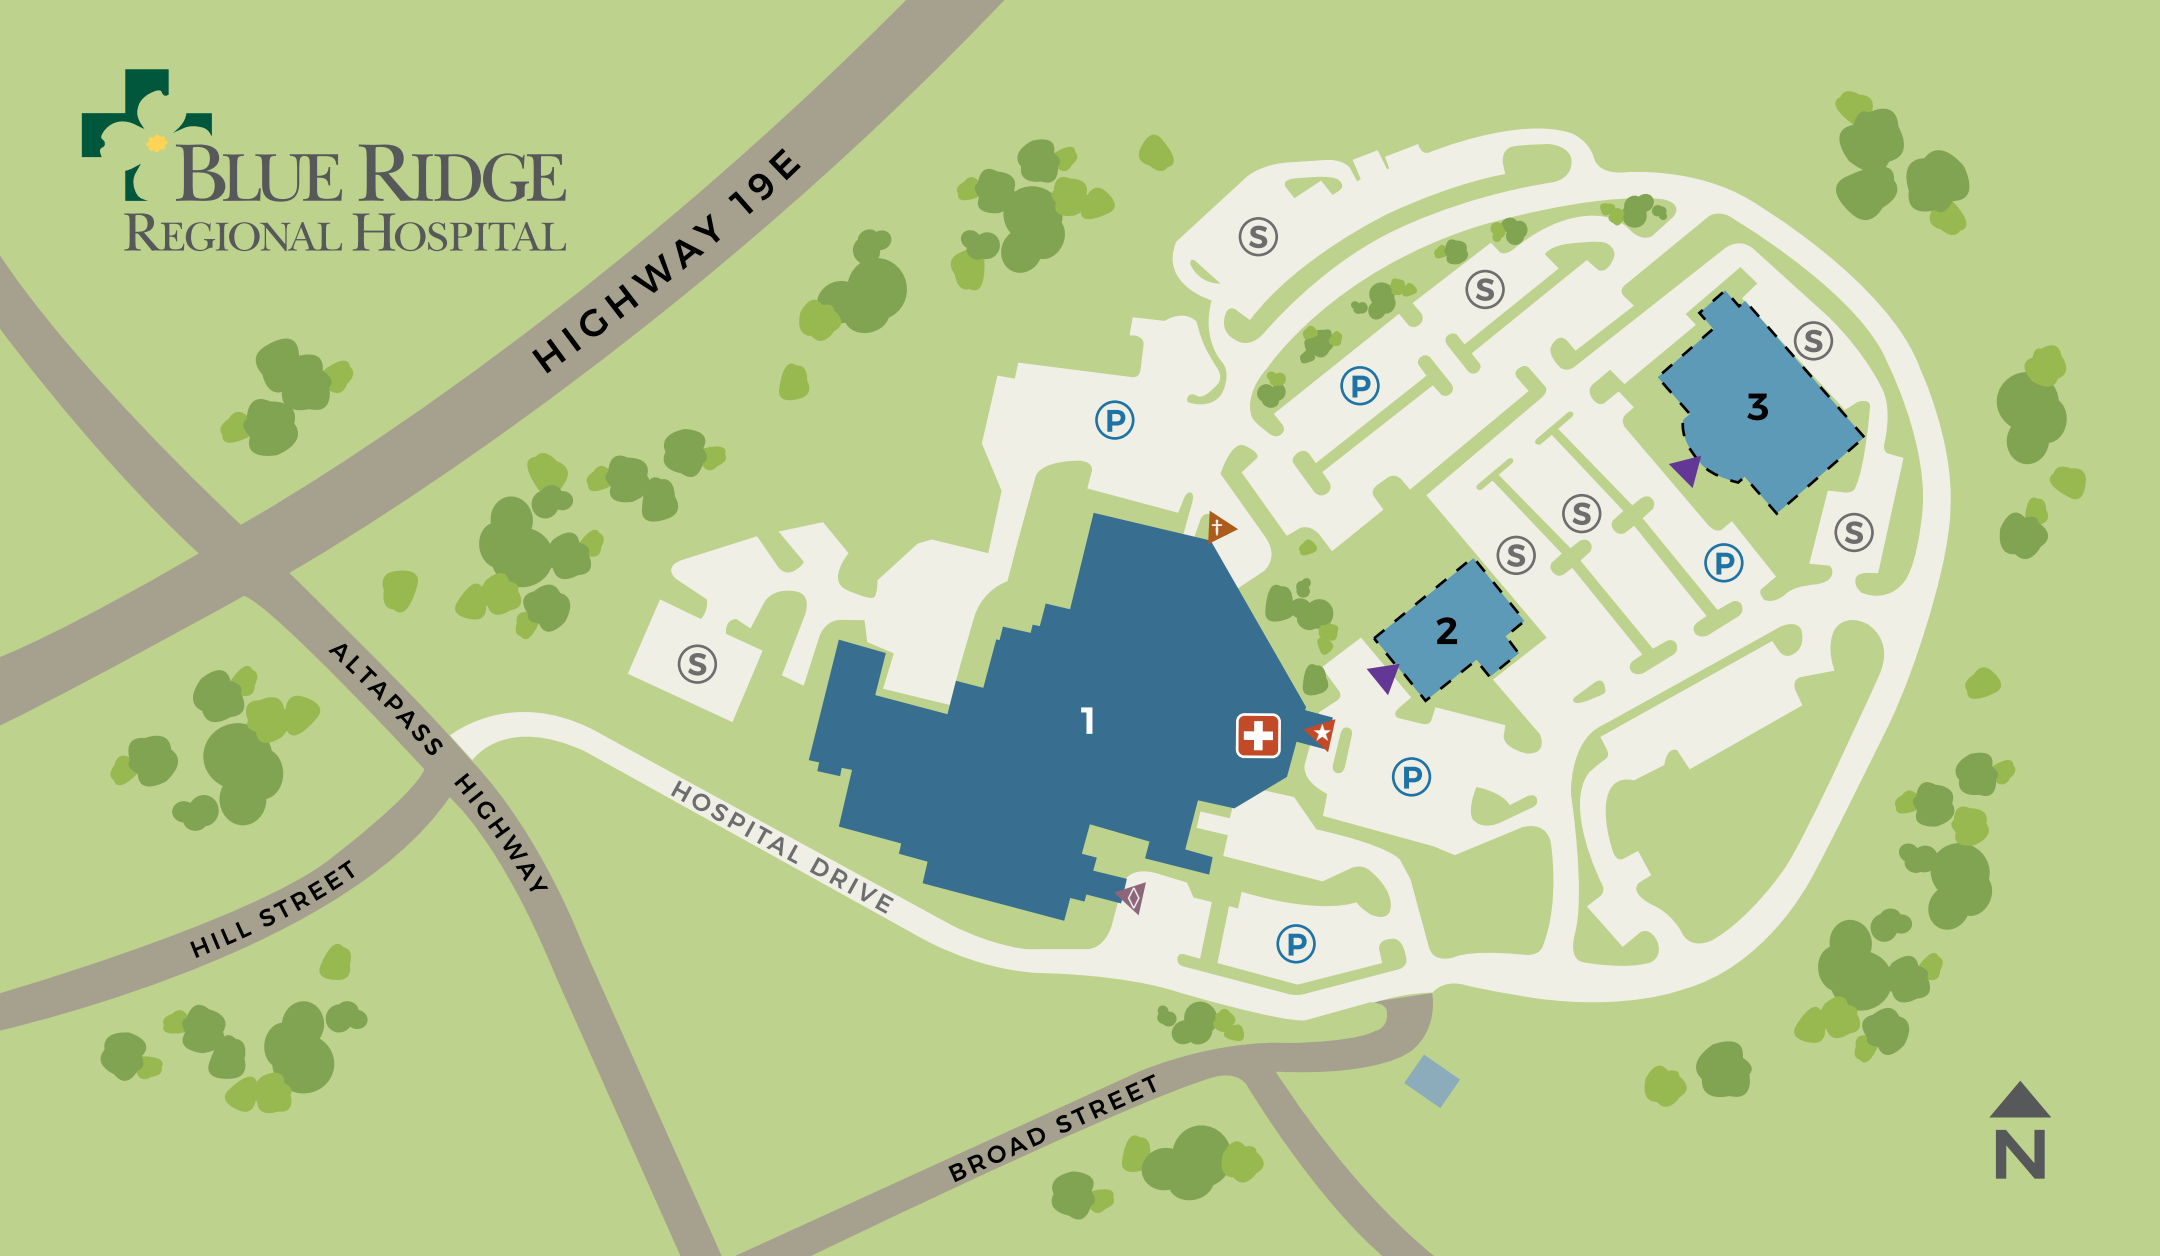 BLUE RIDGE
REGIONAL HOSPITAL
HIGHWAY 19E
S
S
S
3
P
P
S
S
P
S
2
S
1
P
ALTAPASS
HIGHWAY
HOSPITAL DRIVE
HILL STREET
P
BROAD STREET
N